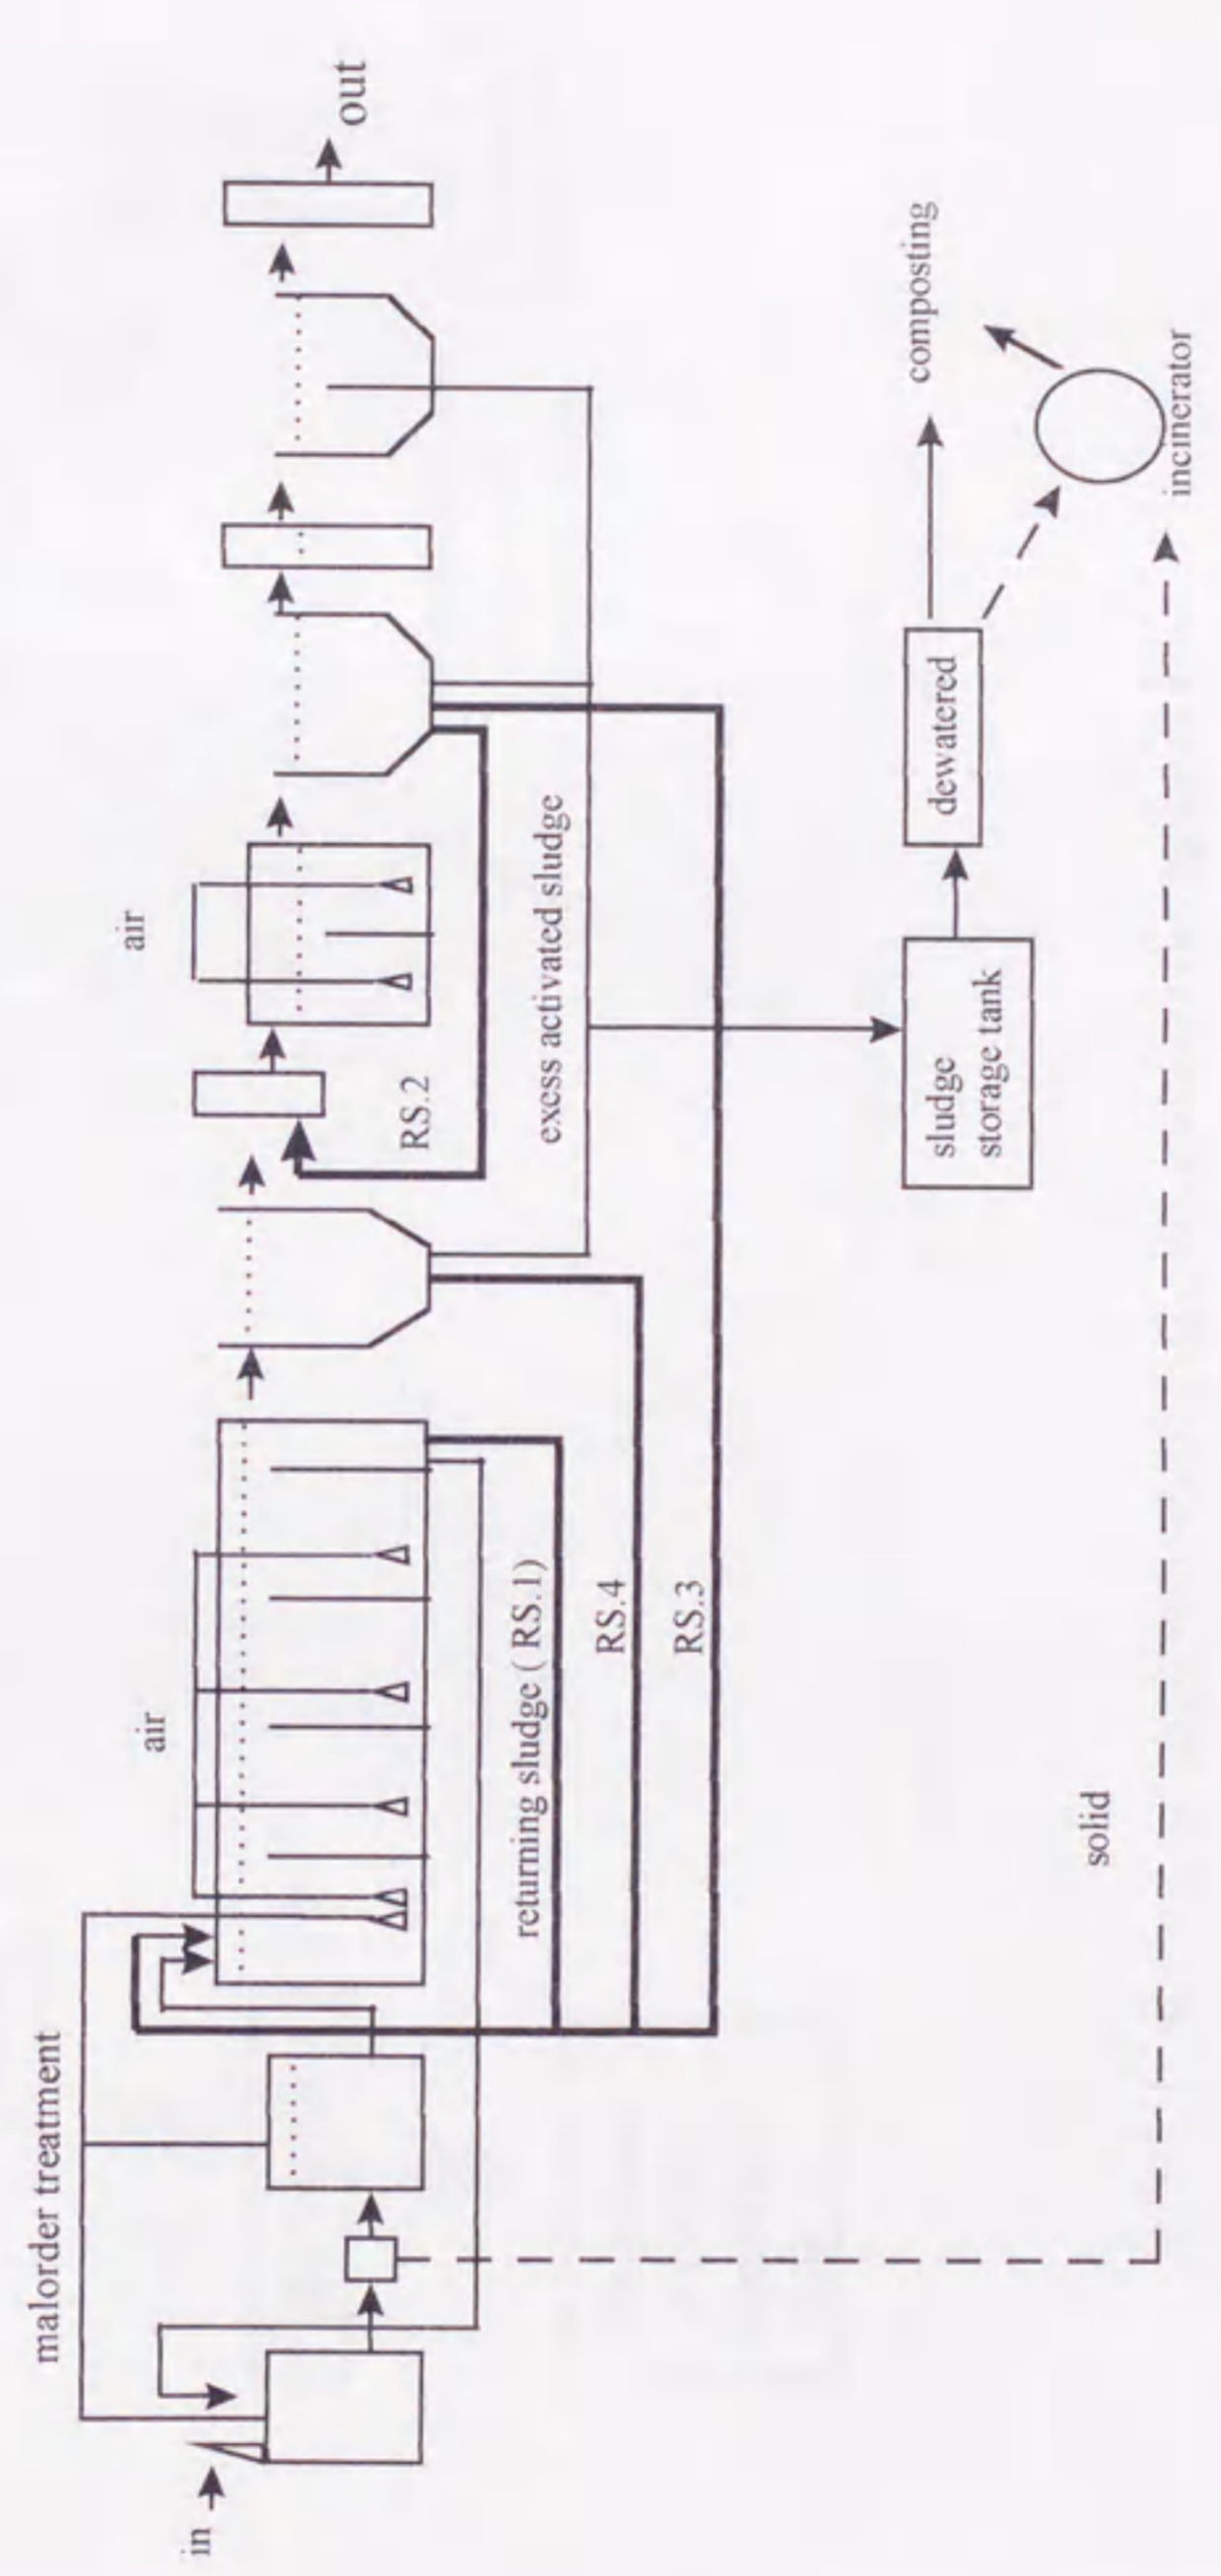 malorder treatment
in
air
air
out
returning sludge ( RS.1)
RS.4
RS.3
RS.2
excess activated sludge
sludge
storage tank
dewatered
composting
incinerator
solid